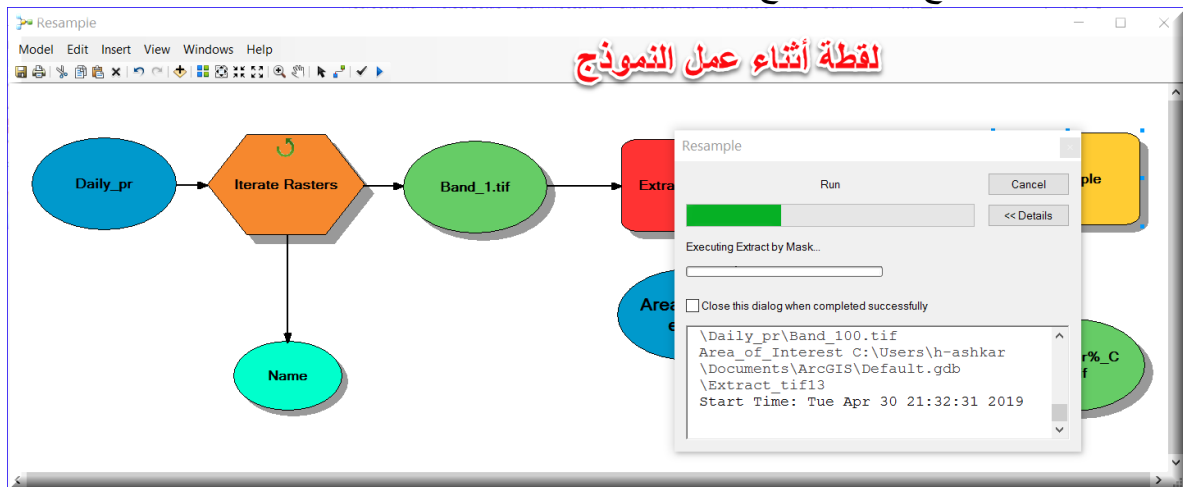 Resampie
Model Edit Insert View Windows Help
لقطة أثناء عمل النموذج
Daily_pr
Iterate Rasters
Band_1.tif
Name
Resample
Run
Cancel
<< Details
Executing Extract by Mask...
Close this dialog when completed successfully
\Daily_pr\Band_100.tif
Area_of_Interest C:\Users\h-ashkar
\Documents\ArcGIS\Default.gdb
\Extract_tif13
Start Time: Tue Apr 30 21:32:31 2019